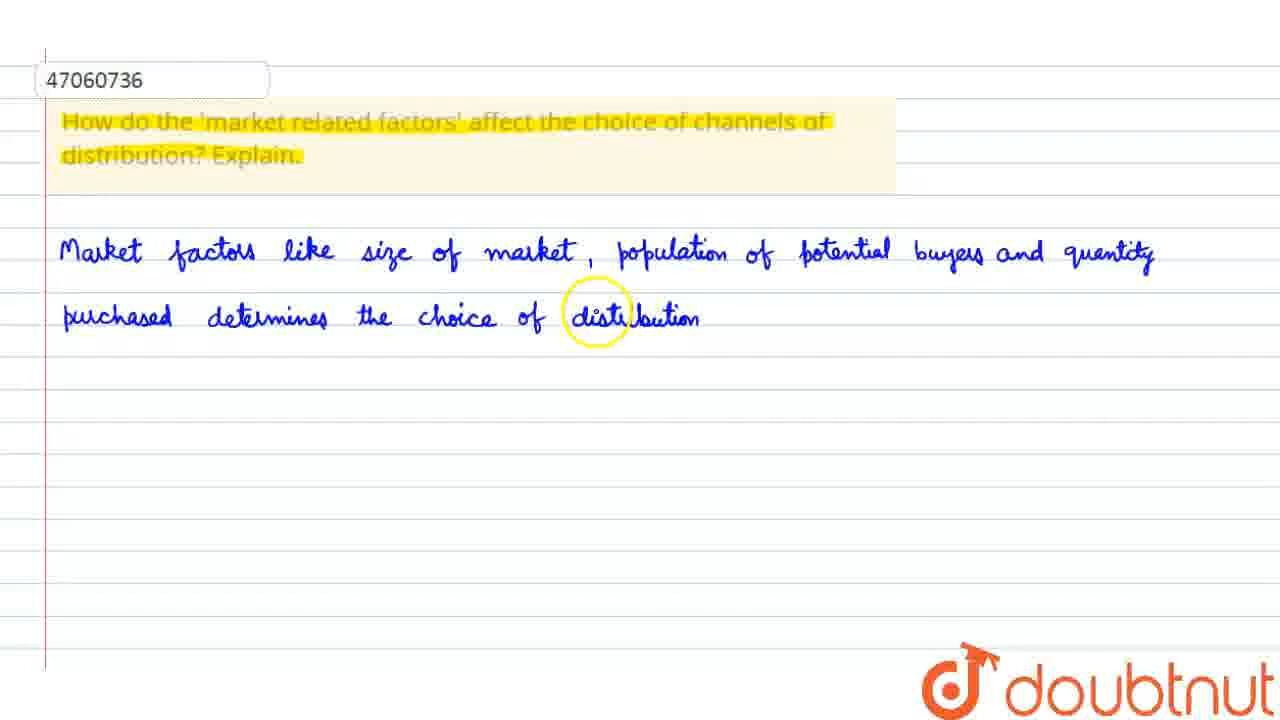 47060736
How do the 'market related factors' affect the choice of channels of
distribution? Explain.
Market factors like size of market, population of potential buyers and quantity
purchased determines the choice of distribution
doubtnut